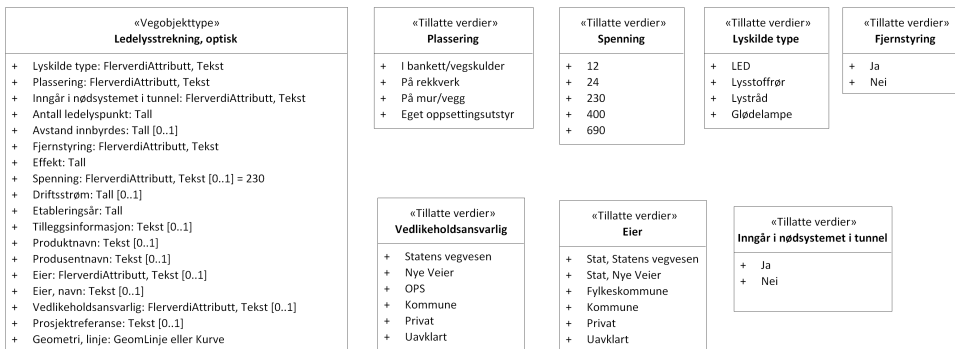 «Vegobjekttype»
Ledelysstrekning, optisk
+ Lyskilde type: FlerverdiAttributt, Tekst
+ Plassering: FlerverdiAttributt, Tekst
+ Inngår i nødsystemet i tunnel: FlerverdiAttributt, Tekst
+ Antall ledelyspunkt: Tall
+ Avstand innbyrdes: Tall [0..1]
+ Fjernstyring: FlerverdiAttributt, Tekst
+ Effekt: Tall
+ Spenning: FlerverdiAttributt, Tekst [0..1] = 230
+ Driftsstrøm: Tall [0..1]
+ Etableringsår: Tall
+ Tilleggsinformasjon: Tekst [0..1]
+ Produktnavn: Tekst [0..1]
+ Produsentnavn: Tekst [0..1]
+ Eier: FlerverdiAttributt, Tekst [0..1]
+ Eier, navn: Tekst [0..1]
+ Vedlikeholdsansvarlig: FlerverdiAttributt, Tekst [0..1]
+ Prosjektreferanse: Tekst [0..1]
+ Geometri, linje: GeomLinje eller Kurve
«Tillatte verdier»
Plassering
+ I bankett/vegskulder
+ På rekkverk
+ På mur/vegg
+ Eget oppsettingsutstyr
«Tillatte verdier»
Spenning
+ 12
+ 24
+ 230
+ 400
+ 690
«Tillatte verdier»
Lyskilde type
+ LED
+ Lysstoffrør
+ Lystråd
+ Glødelampe
«Tillatte verdier»
Fjernstyring
+ Ja
+ Nei
«Tillatte verdier»
Vedlikeholdsansvarlig
+ Statens vegvesen
+ Nye Veier
+ OPS
+ Kommune
+ Privat
+ Uavklart
«Tillatte verdier»
Eier
+ Stat, Statens vegvesen
+ Stat, Nye Veier
+ Fylkeskommune
+ Kommune
+ Privat
+ Uavklart
«Tillatte verdier»
Inngår i nødsystemet i tunnel
+ Ja
+ Nei